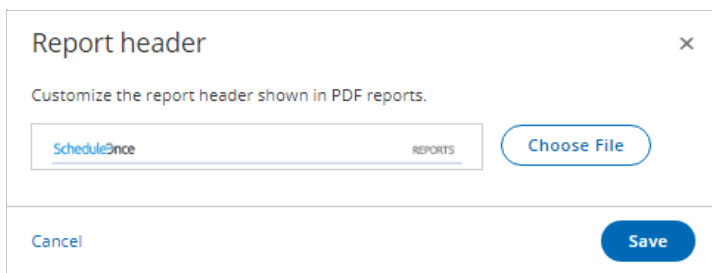 Report header
Customize the report header shown in PDF reports.
ScheduleOnce REPORTS Choose File
Cancel Save